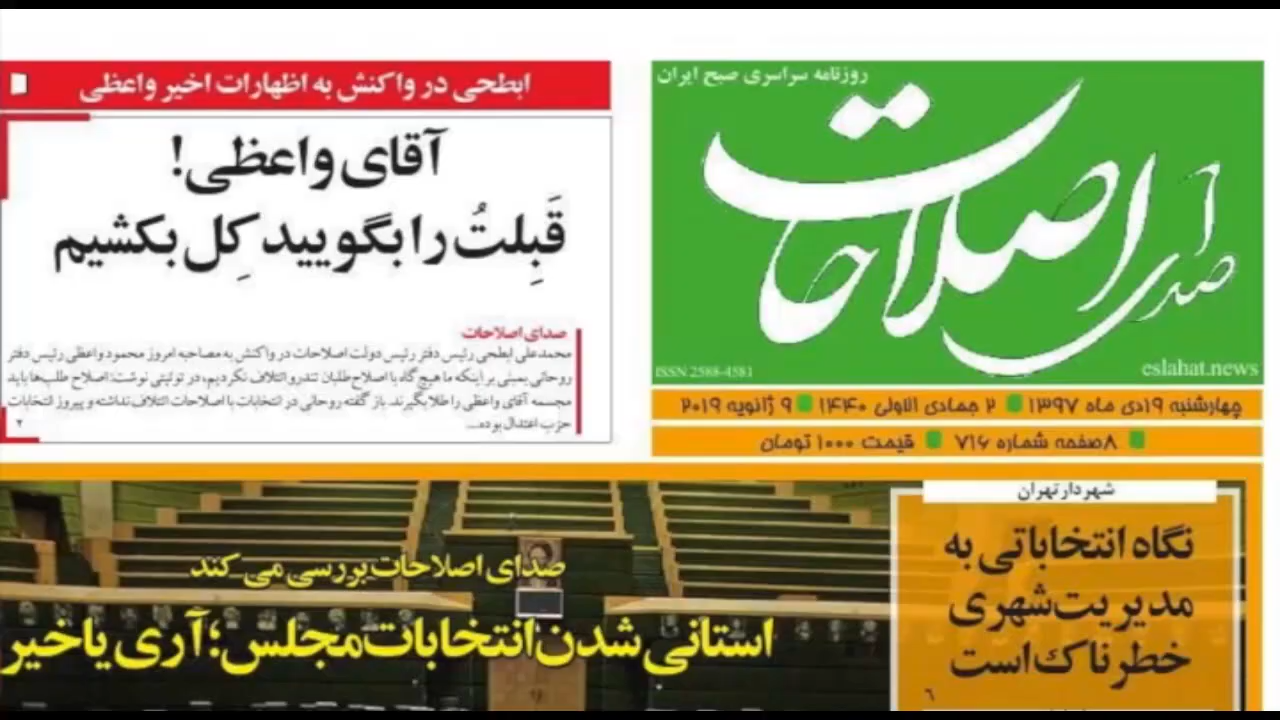 روزنامه سراسری صبح ایران
صدای اصلاحات
ISSN 2588-4581
eslahat.news
چهارشنبه ۱۹دی ماه ۱۳۹۷ ۲ جمادی الاولی ۱۴۴۰ ۹ ژانویه ۲۰۱۹
۸صفحه شماره ۷۱۶ قیمت ۱۰۰۰ تومان
ابطحی در واکنش به اظهارات اخیر واعظی
آقای واعظی!
قَبِلتُ را بگویید کِل بکشیم
صدای اصلاحات
محمدعلی ابطحی رئیس دفتر رئیس دولت اصلاحات در واکنش به مصاحبه امروز محمود واعظی رئیس دفتر
روحانی بمبنی بر اینکه ما هیچ گاه با اصلاح طلبان تندرو ائتلاف نکردیم، در توئیتی نوشت: اصلاح طلب‌ها باید
مجسمه آقای واعظی را طلا بگیرند. باز گفته روحانی در انتخابات با اصلاحات ائتلاف نداشته و پیروز انتخابات
حزب اعتدال بوده...
۲
شهردار تهران
نگاه انتخاباتی به
مدیریت شهری
خطرناک است
۶
صدای اصلاحات بررسی می کند
استانی شدن انتخابات مجلس؛ آری یا خیر